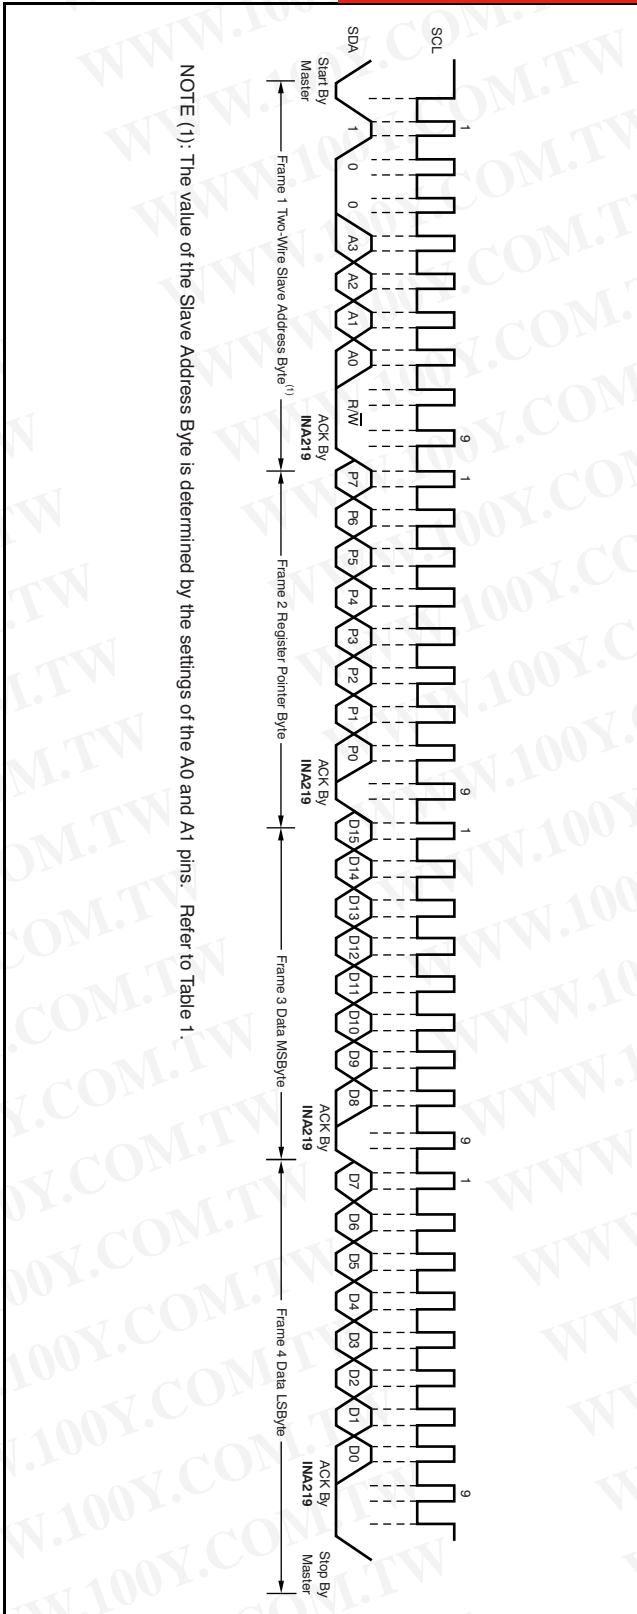 1 9 1 9 1 9 1 9
SCL
SDA
1 0 0 A3 A2 A1 A0 R/W P7 P6 P5 P4 P3 P2 P1 P0 D15 D14 D13 D12 D11 D10 D9 D8 D7 D6 D5 D4 D3 D2 D1 D0
Start By
Master
ACK By
INA219
ACK By
INA219
ACK By
INA219
ACK By
INA219
Stop By
Master
Frame 1 Two-Wire Slave Address Byte(1)
Frame 2 Register Pointer Byte
Frame 3 Data MSByte
Frame 4 Data LSByte
NOTE (1): The value of the Slave Address Byte is determined by the settings of the A0 and A1 pins. Refer to Table 1.
WWW.100Y.COM.TW